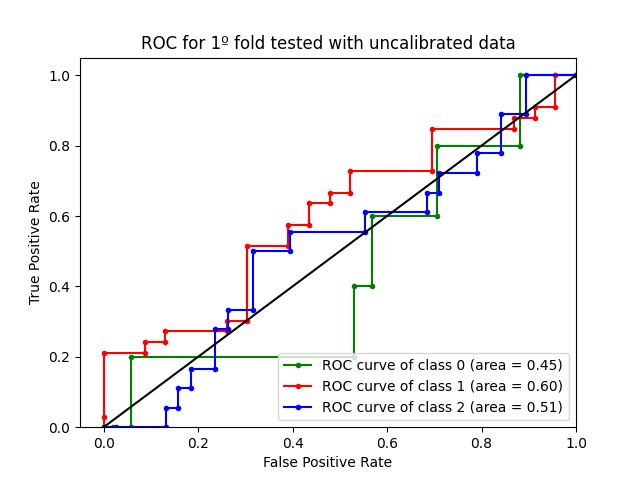 ROC for 1º fold tested with uncalibrated data
True Positive Rate
1.0
0.8
0.6
0.4
0.2
0.0
ROC curve of class 0 (area = 0.45)
ROC curve of class 1 (area = 0.60)
ROC curve of class 2 (area = 0.51)
0.0 0.2 0.4 0.6 0.8 1.0
False Positive Rate